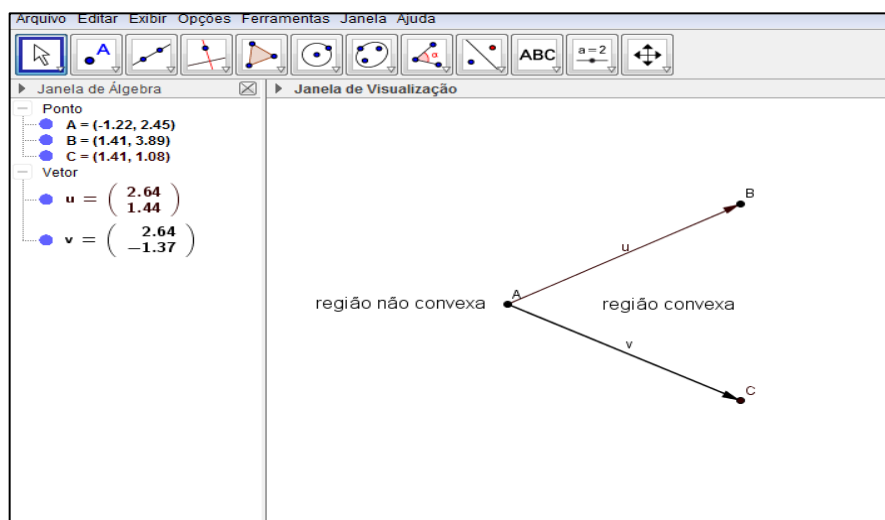 Arquivo Editar Exibir Opções Ferramentas Janela Ajuda
A
α
ABC
a=2
Janela de Álgebra
Janela de Visualização
Ponto
A = (-1.22, 2.45)
B = (1.41, 3.89)
C = (1.41, 1.08)
Vetor
u = ( 2.64
1.44 )
v = ( 2.64
−1.37 )
B
u
A
região não convexa
região convexa
v
C